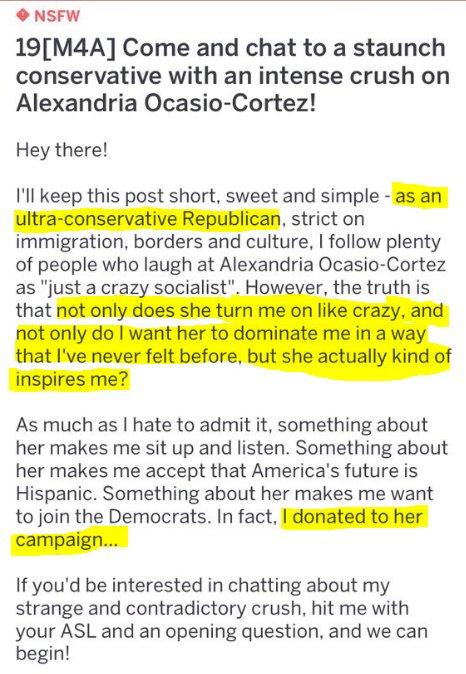 NSFW
19[M4A] Come and chat to a staunch
conservative with an intense crush on
Alexandria Ocasio-Cortez!
Hey there!
I'll keep this post short, sweet and simple - as an
ultra-conservative Republican, strict on
immigration, borders and culture, I follow plenty
of people who laugh at Alexandria Ocasio-Cortez
as "just a crazy socialist". However, the truth is
that not only does she turn me on like crazy, and
not only do I want her to dominate me in a way
that I've never felt before, but she actually kind of
inspires me?
As much as I hate to admit it, something about
her makes me sit up and listen. Something about
her makes me accept that America's future is
Hispanic. Something about her makes me want
to join the Democrats. In fact, I donated to her
campaign...
If you'd be interested in chatting about my
strange and contradictory crush, hit me with
your ASL and an opening question, and we can
begin!